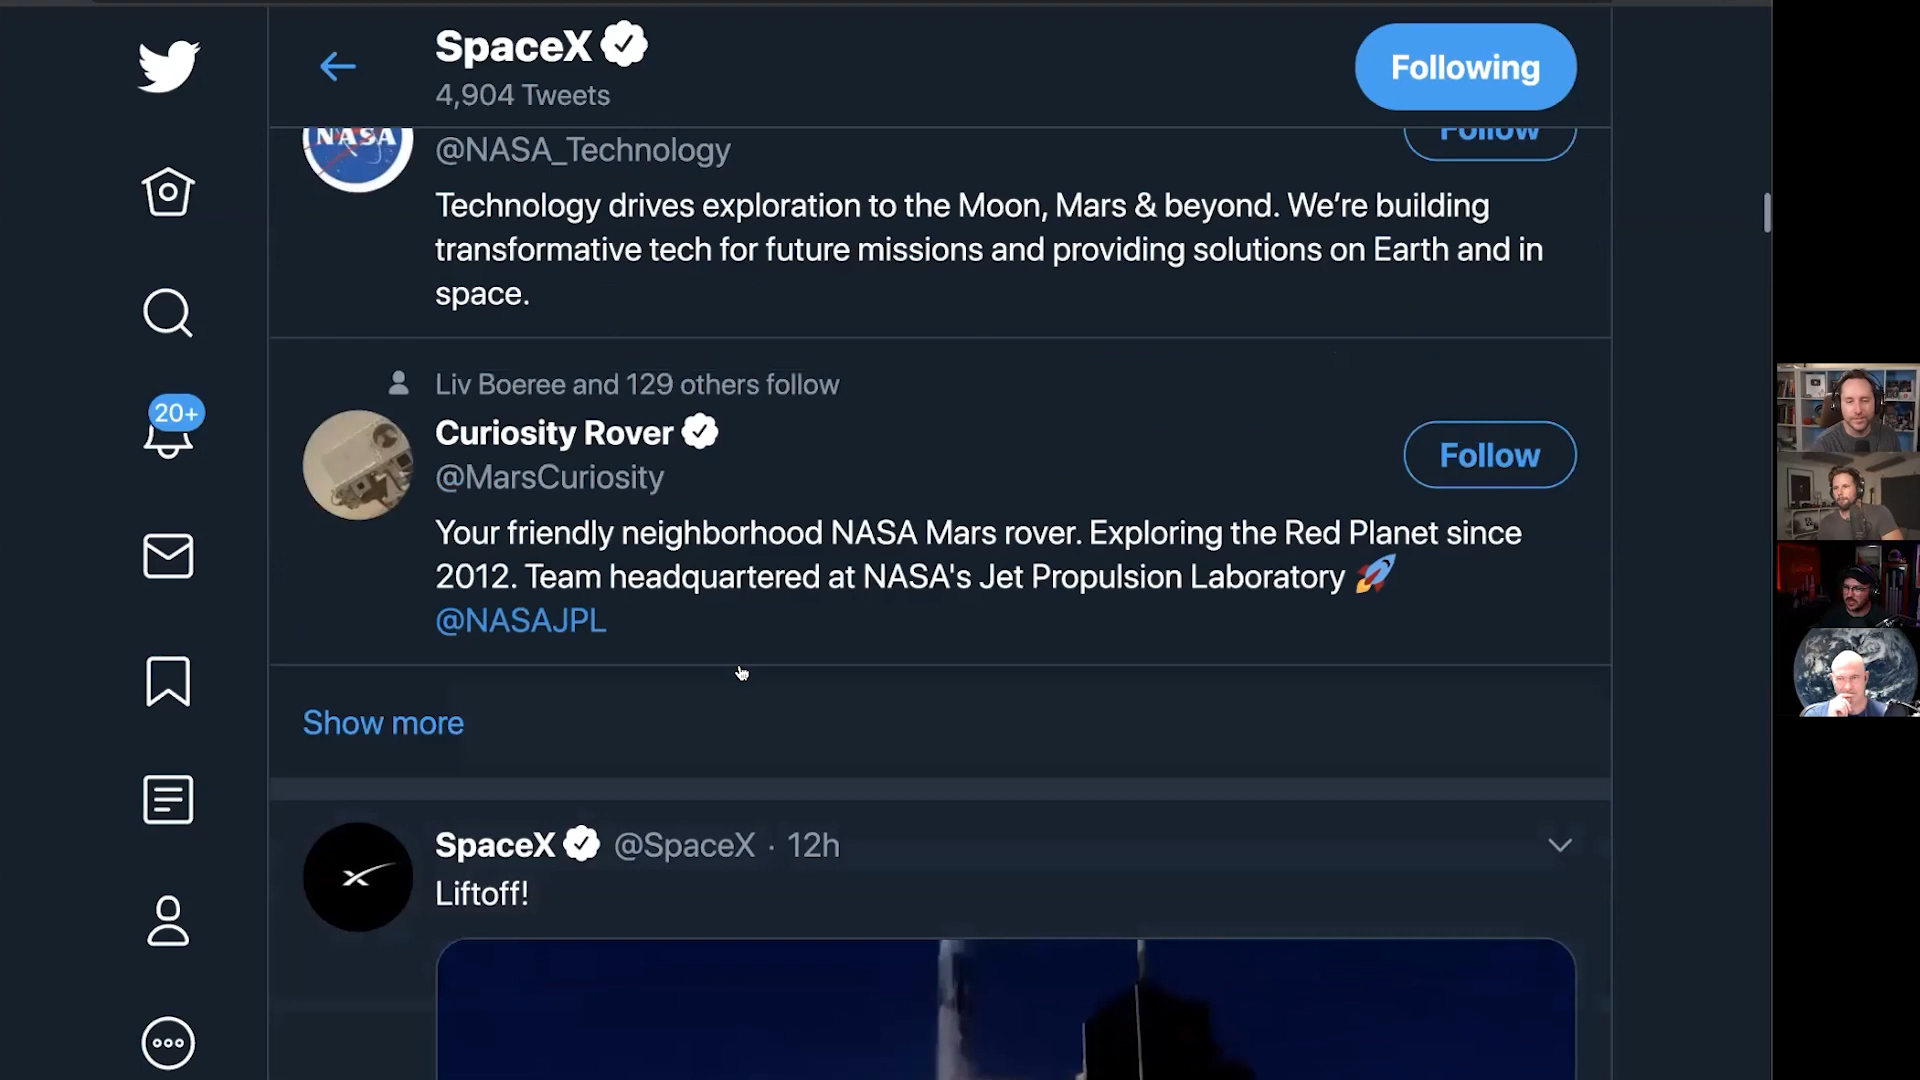 SpaceX
4,904 Tweets
Following
NASA
@NASA_Technology
Follow
Technology drives exploration to the Moon, Mars & beyond. We’re building
transformative tech for future missions and providing solutions on Earth and in
space.
20+
Liv Boeree and 129 others follow
Curiosity Rover
@MarsCuriosity
Follow
Your friendly neighborhood NASA Mars rover. Exploring the Red Planet since
2012. Team headquartered at NASA's Jet Propulsion Laboratory 🚀
@NASAJPL
Show more
SpaceX @SpaceX · 12h
Liftoff!